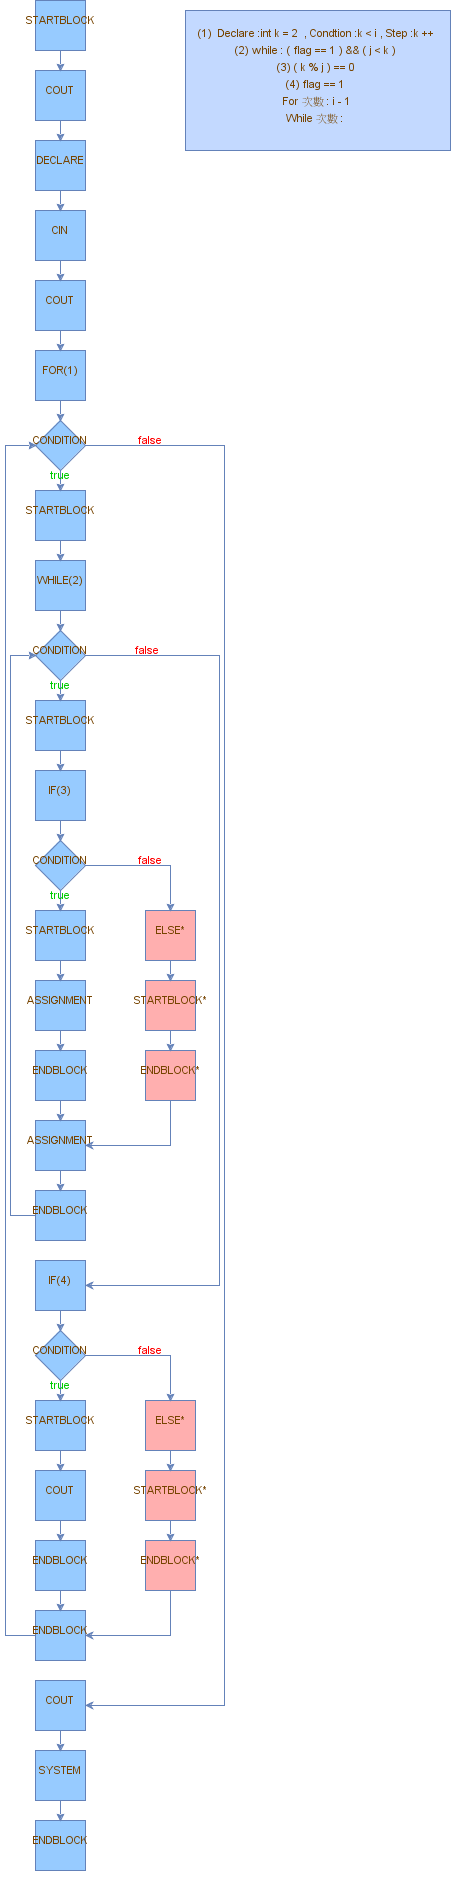 STARTBLOCK
(1) Declare :int k = 2 , Condtion :k < i , Step :k ++
(2) while : ( flag == 1 ) && ( j < k )
(3) ( k % j ) == 0
(4) flag == 1
For 次數 : i - 1
While 次數 :
COUT
DECLARE
CIN
COUT
FOR(1)
CONDITION
false
true
STARTBLOCK
WHILE(2)
CONDITION
false
true
STARTBLOCK
IF(3)
CONDITION
false
true
STARTBLOCK
ELSE*
ASSIGNMENT
STARTBLOCK*
ENDBLOCK
ENDBLOCK*
ASSIGNMENT
ENDBLOCK
IF(4)
CONDITION
false
true
STARTBLOCK
ELSE*
COUT
STARTBLOCK*
ENDBLOCK
ENDBLOCK*
ENDBLOCK
COUT
SYSTEM
ENDBLOCK